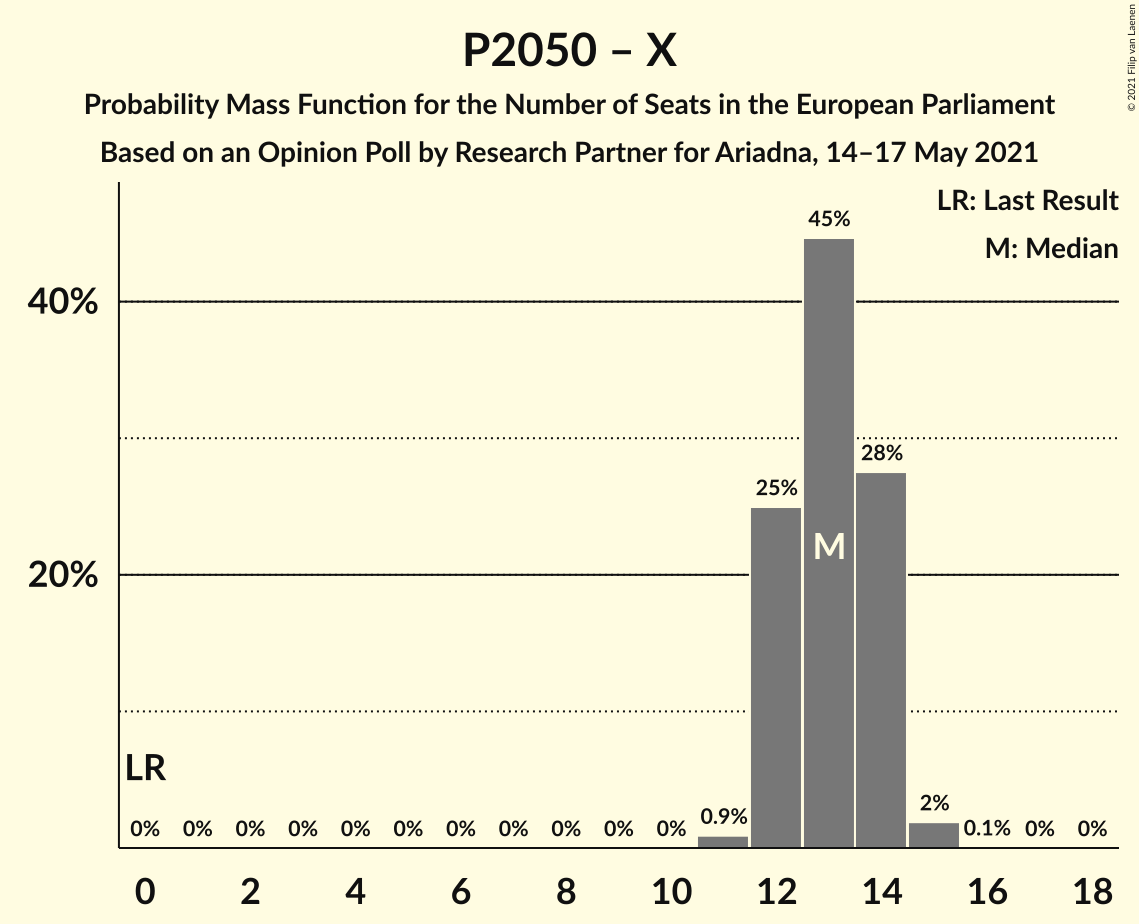 P2050 – X
Probability Mass Function for the Number of Seats in the European Parliament
Based on an Opinion Poll by Research Partner for Ariadna, 14–17 May 2021
© 2021 Filip van Laenen
LR: Last Result
M: Median
45%
40%
28%
25%
M
20%
LR
2%
0% 0% 0% 0% 0% 0% 0% 0% 0% 0% 0% 0.9% 0.1% 0% 0%
0 2 4 6 8 10 12 14 16 18